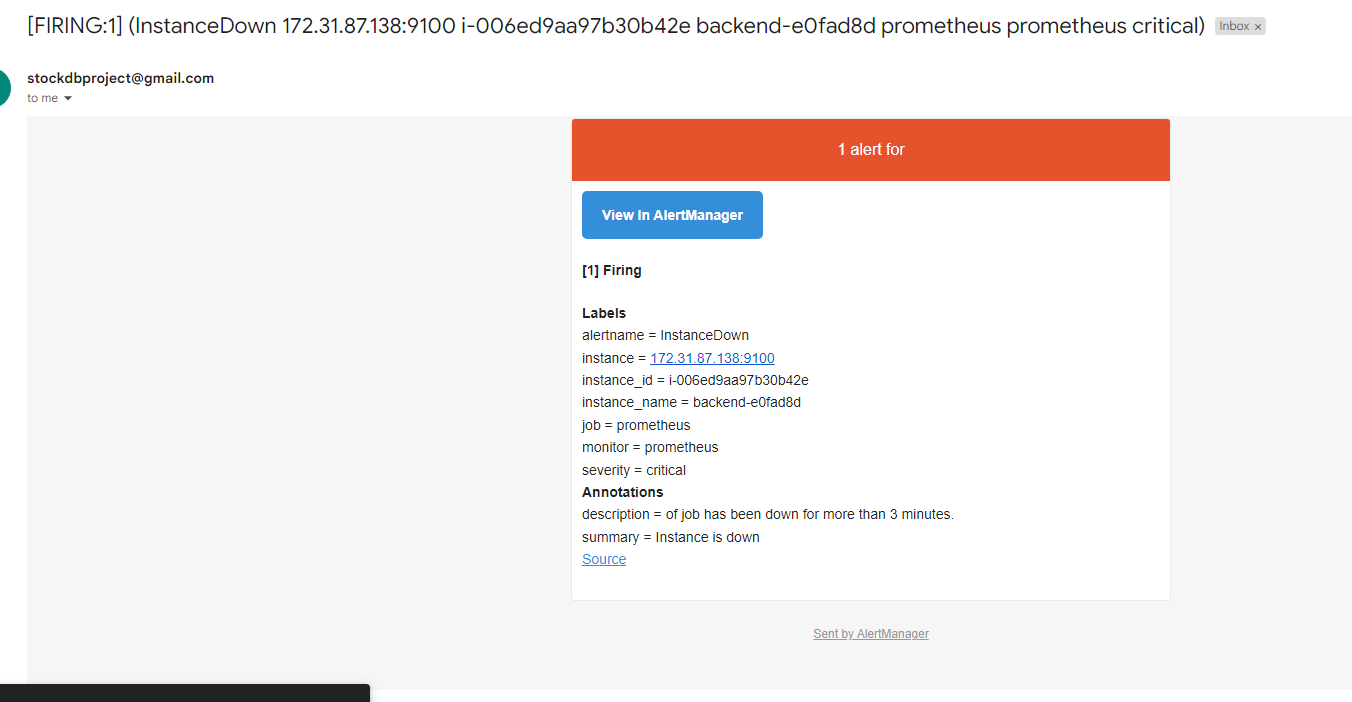 [FIRING:1] (InstanceDown 172.31.87.138:9100 i-006ed9aa97b30b42e backend-e0fad8d prometheus prometheus critical) Inbox ×
stockdbproject@gmail.com
to me
1 alert for
View In AlertManager
[1] Firing
Labels
alertname = InstanceDown
instance = 172.31.87.138:9100
instance_id = i-006ed9aa97b30b42e
instance_name = backend-e0fad8d
job = prometheus
monitor = prometheus
severity = critical
Annotations
description = of job has been down for more than 3 minutes.
summary = Instance is down
Source
Sent by AlertManager